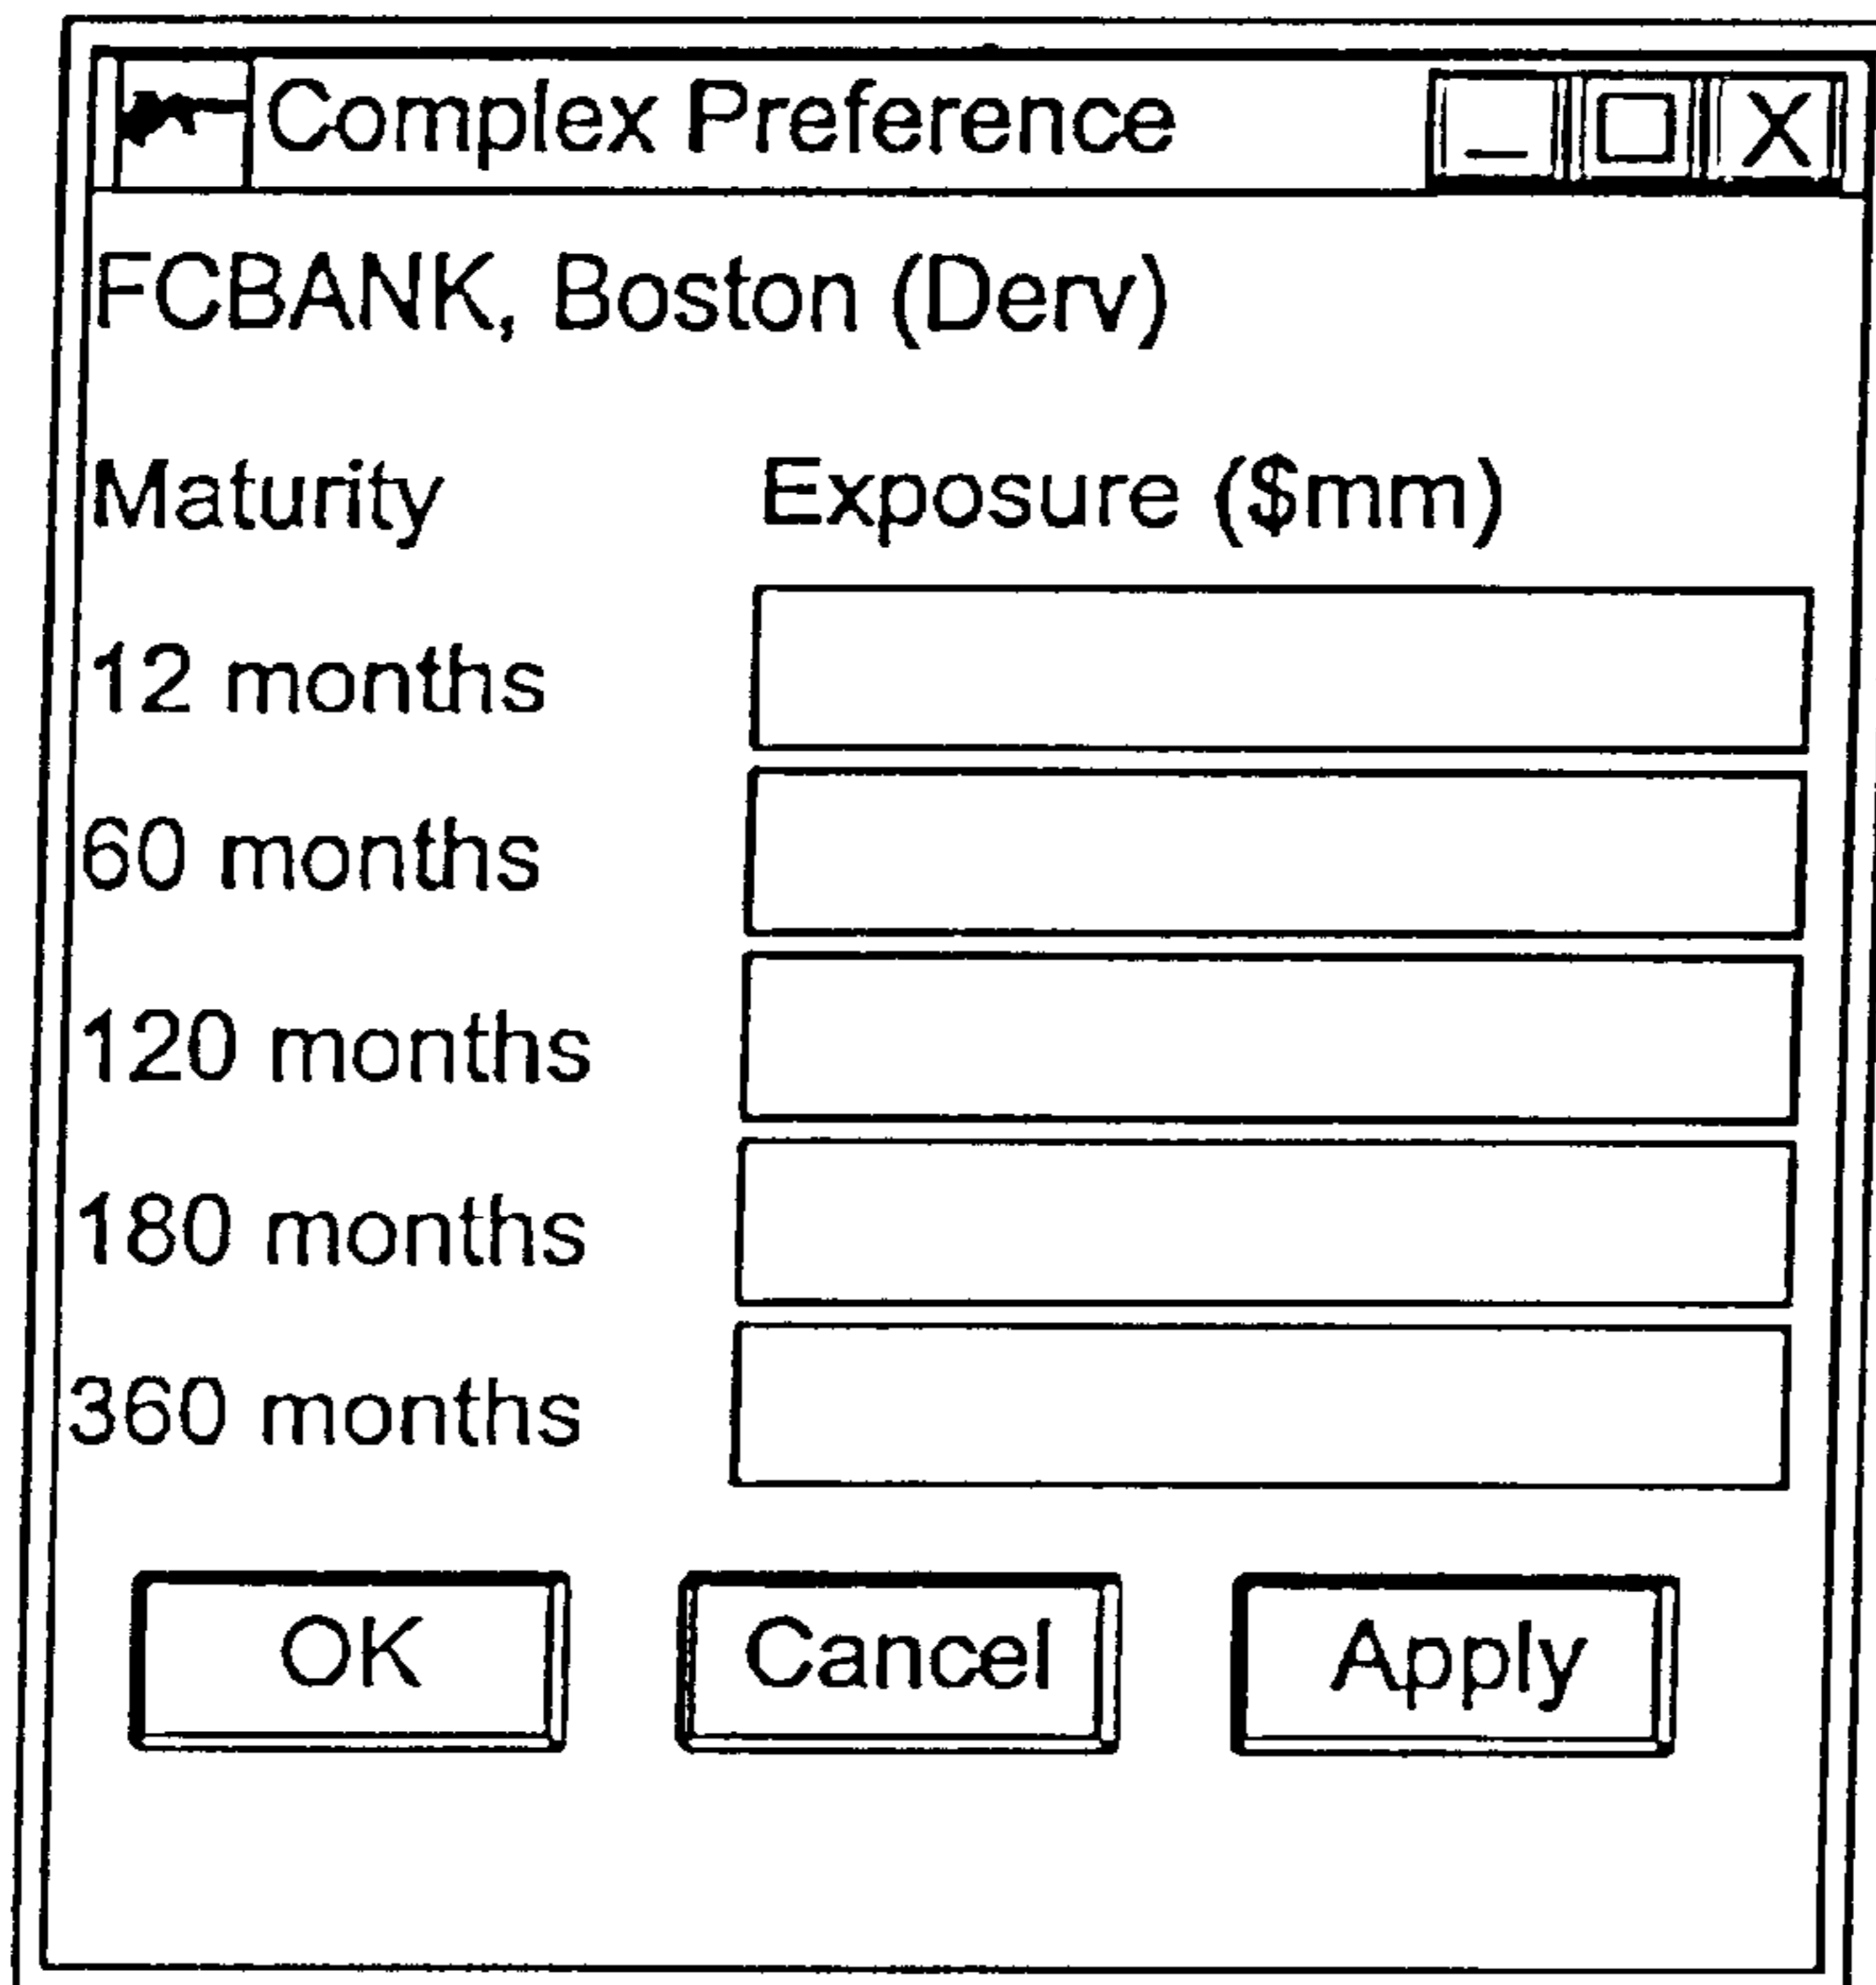 Complex Preference
FCBANK, Boston (Derv)
Maturity Exposure ($mm)
12 months
60 months
120 months
180 months
360 months
OK Cancel Apply